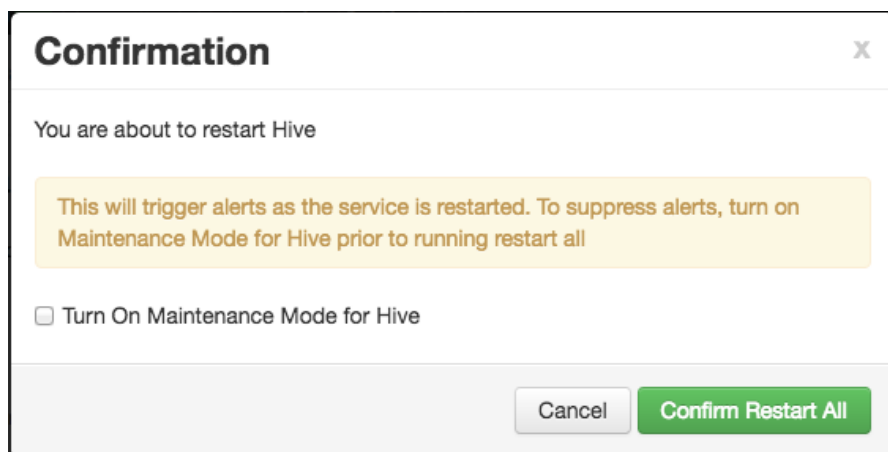 Confirmation
x
You are about to restart Hive
This will trigger alerts as the service is restarted. To suppress alerts, turn on
Maintenance Mode for Hive prior to running restart all
Turn On Maintenance Mode for Hive
Cancel
Confirm Restart All